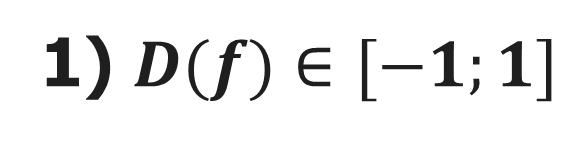 1) D(f) ∈ [−1; 1]